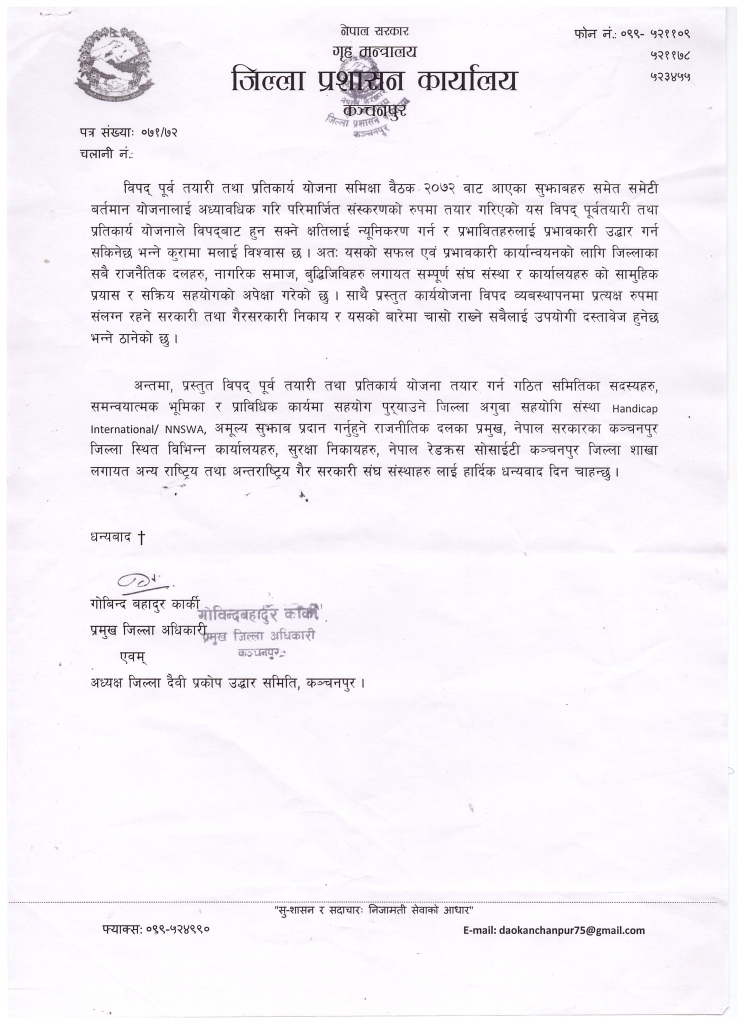 नेपाल सरकार
गृह मन्त्रालय
जिल्ला प्रशासन कार्यालय
कञ्चनपुर
फोन नं.: ०९९- ५२११०९
५२११७८
५२३४५५
नेपाल सरकार
जिल्ला प्रशासन
कञ्चनपुर
पत्र संख्याः ०७१/७२
चलानी नं.:
विपद् पूर्व तयारी तथा प्रतिकार्य योजना समिक्षा वैठक २०७२ बाट आएका सुझाबहरु समेत समेटी
बर्तमान योजनालाई अध्यावधिक गरि परिमार्जित संस्करणको रुपमा तयार गरिएको यस विपद् पूर्वतयारी तथा
प्रतिकार्य योजनाले विपद्‌बाट हुन सक्ने क्षतिलाई न्यूनिकरण गर्न र प्रभावितहरुलाई प्रभावकारी उद्धार गर्न
सकिनेछ भन्ने कुरामा मलाई विश्वास छ । अतः यसको सफल एवं प्रभावकारी कार्यान्वयनको लागि जिल्लाका
सबै राजनैतिक दलहरु, नागरिक समाज, बुद्धिजिविहरु लगायत सम्पूर्ण संघ संस्था र कार्यालयहरु को सामुहिक
प्रयास र सक्रिय सहयोगको अपेक्षा गरेको छु । साथै प्रस्तुत कार्ययोजना विपद व्यवस्थापनमा प्रत्यक्ष रुपमा
संलग्न रहने सरकारी तथा गैरसरकारी निकाय र यसको बारेमा चासो राख्ने सबैलाई उपयोगी दस्तावेज हुनेछ
भन्ने ठानेको छु ।
अन्तमा, प्रस्तुत विपद् पूर्व तयारी तथा प्रतिकार्य योजना तयार गर्न गठित समितिका सदस्यहरु,
समन्वयात्मक भूमिका र प्राविधिक कार्यमा सहयोग पुर्‍याउने जिल्ला अगुवा सहयोगि संस्था Handicap
International/ NNSWA, अमूल्य सुझाब प्रदान गर्नुहुने राजनीतिक दलका प्रमुख, नेपाल सरकारका कञ्चनपुर
जिल्ला स्थित विभिन्न कार्यालयहरु, सुरक्षा निकायहरु, नेपाल रेडक्रस सोसाईटी कञ्चनपुर जिल्ला शाखा
लगायत अन्य राष्ट्रिय तथा अन्तराष्ट्रिय गैर सरकारी संघ संस्थाहरु लाई हार्दिक धन्यवाद दिन चाहन्छु ।
धन्यबाद †
गोबिन्द बहादुर कार्की
गोविन्दबहादुर कार्की
प्रमुख जिल्ला अधिकारी
प्रमुख जिल्ला अधिकारी
कञ्चनपुर
एवम्
अध्यक्ष जिल्ला दैवी प्रकोप उद्धार समिति, कञ्चनपुर ।
"सु-शासन र सदाचारः निजामती सेवाको आधार"
फ्याक्स: ०९९-५२४९९०
E-mail: daokanchanpur75@gmail.com